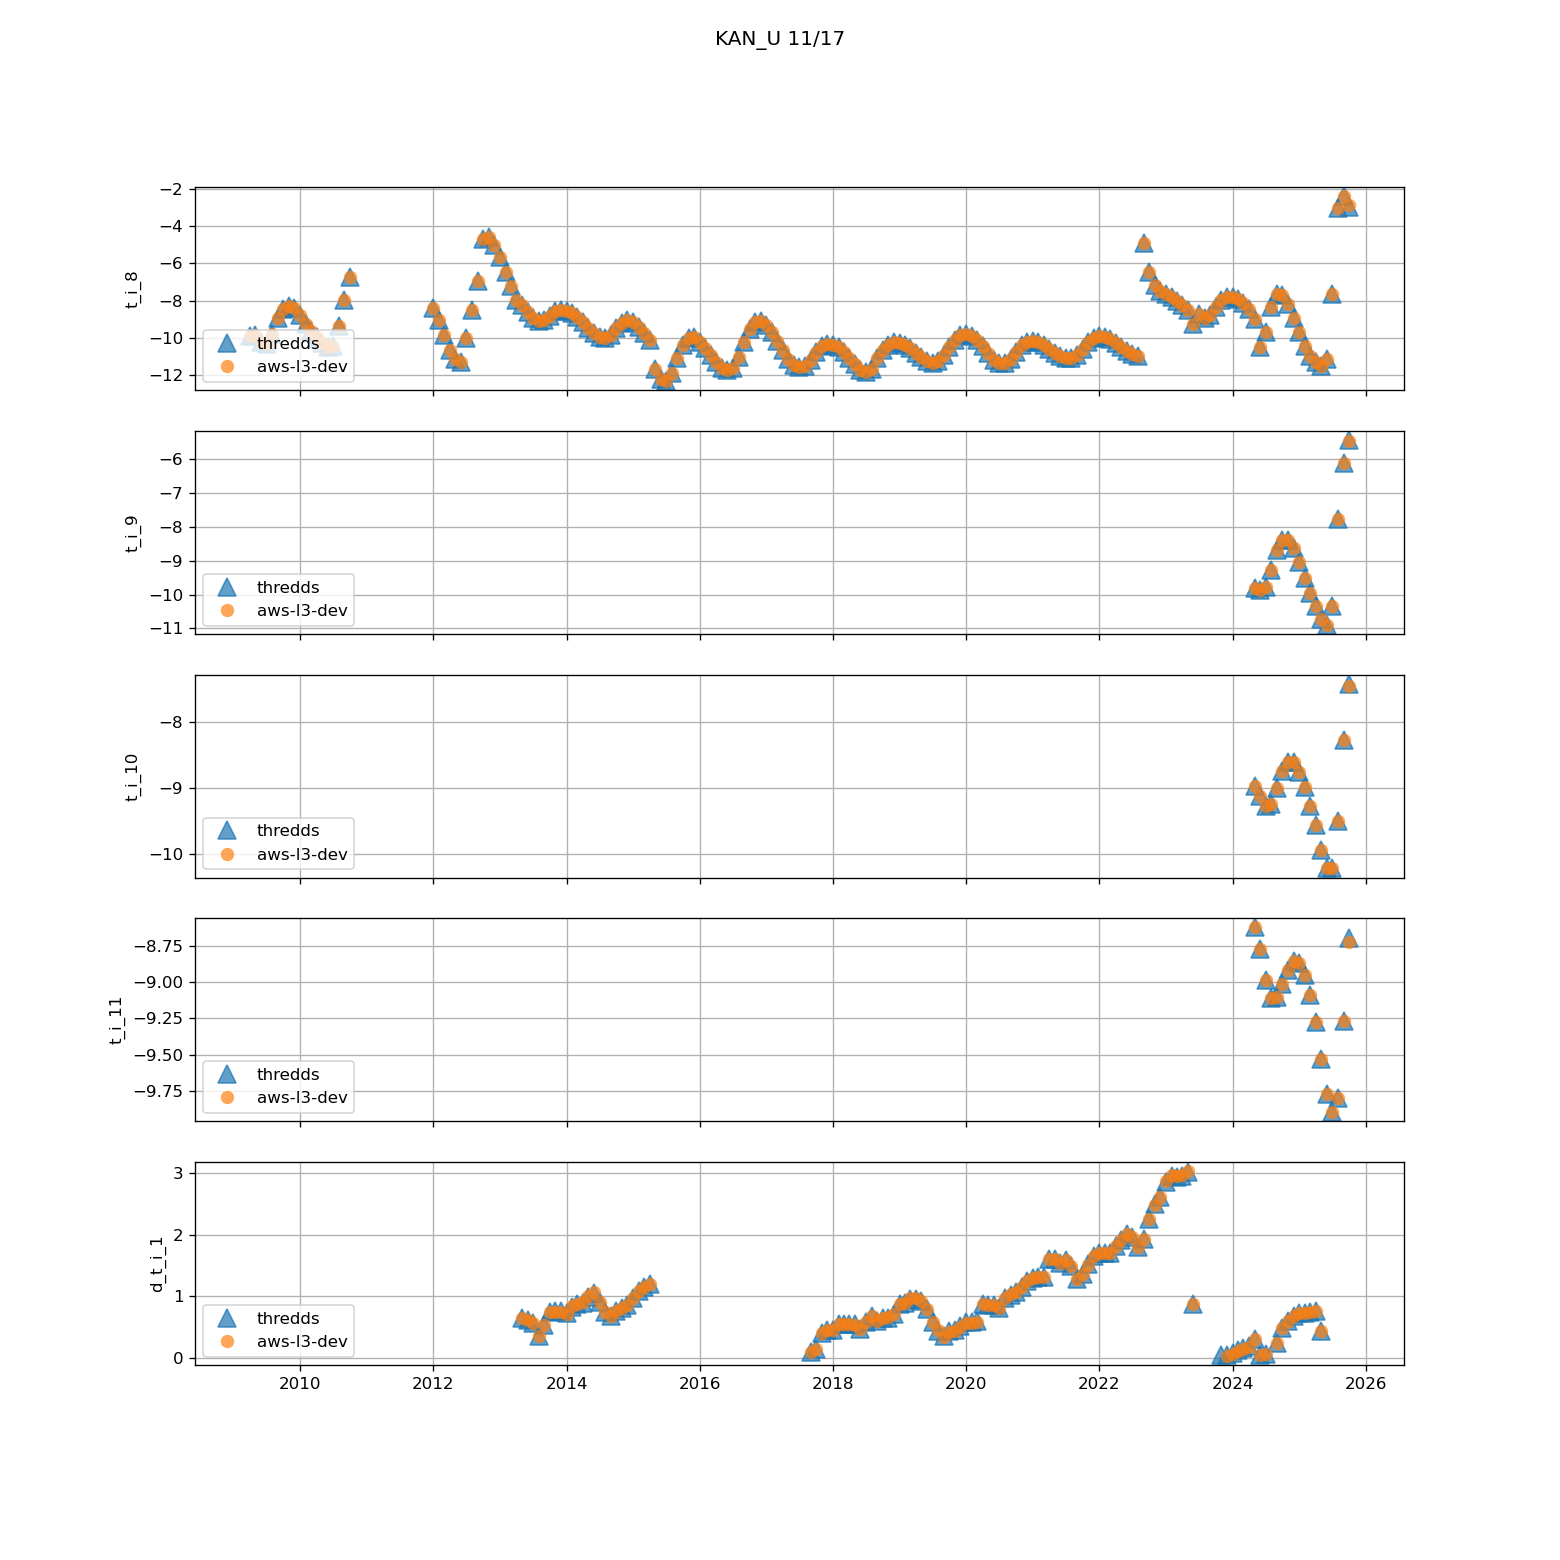 KAN_U 11/17
t_i_8
−2
−4
−6
−8
−10
−12
thredds
aws-l3-dev
t_i_9
−6
−7
−8
−9
−10
−11
thredds
aws-l3-dev
t_i_10
−8
−9
−10
thredds
aws-l3-dev
t_i_11
−8.75
−9.00
−9.25
−9.50
−9.75
thredds
aws-l3-dev
d_t_i_1
3
2
1
0
thredds
aws-l3-dev
2010 2012 2014 2016 2018 2020 2022 2024 2026